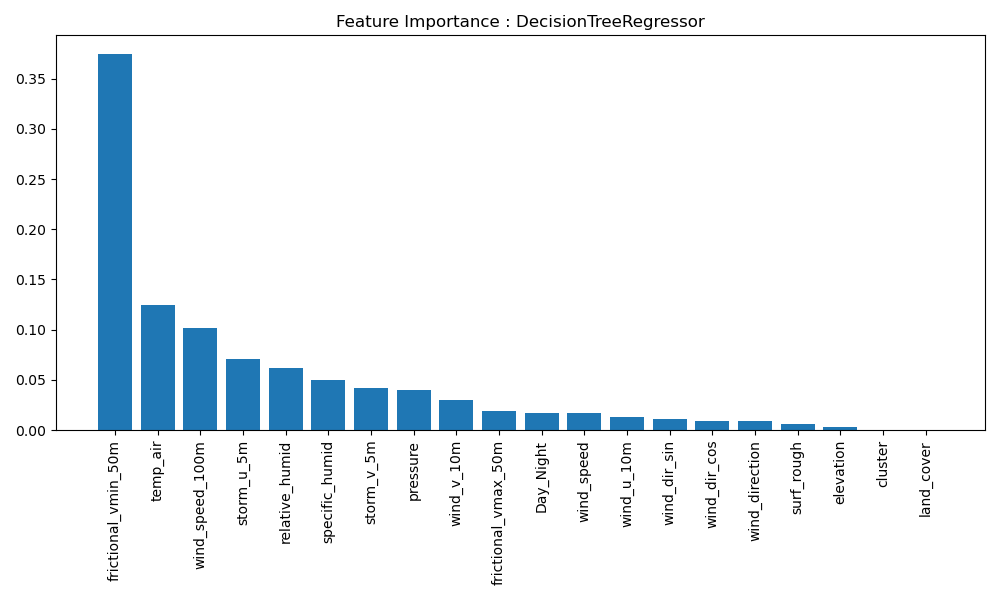 Feature Importance : DecisionTreeRegressor
0.35
0.30
0.25
0.20
0.15
0.10
0.05
0.00
frictional_vmin_50m
temp_air
wind_speed_100m
storm_u_5m
relative_humid
specific_humid
storm_v_5m
pressure
wind_v_10m
frictional_vmax_50m
Day_Night
wind_speed
wind_u_10m
wind_dir_sin
wind_dir_cos
wind_direction
surf_rough
elevation
cluster
land_cover